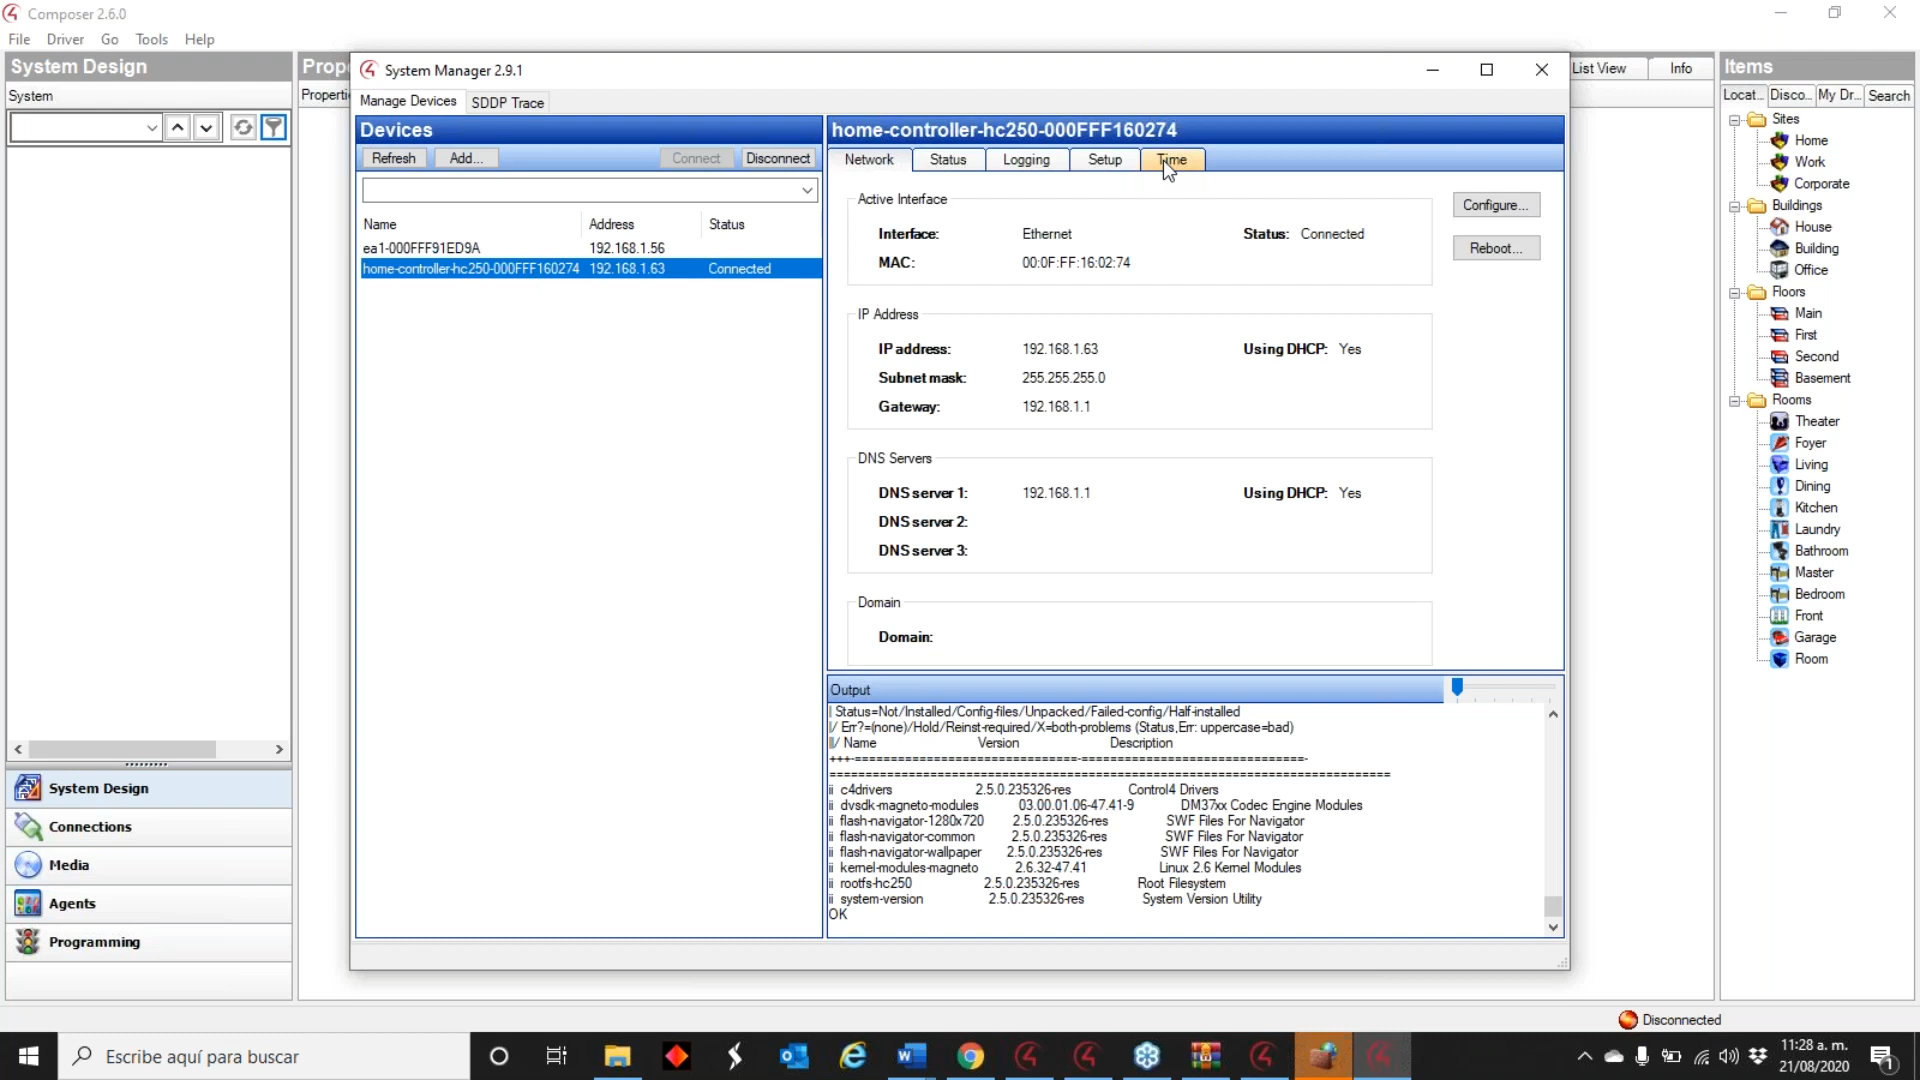 Composer 2.6.0
File Driver Go Tools Help
System Design
System
System Design
Connections
Media
Agents
Programming
Prop
Properti
List View Info
System Manager 2.9.1
Manage Devices SDDP Trace
Devices
Refresh Add... Connect Disconnect
Name Address Status
ea1-000FFF91ED9A 192.168.1.56
home-controller-hc250-000FFF160274 192.168.1.63 Connected
home-controller-hc250-000FFF160274
Network Status Logging Setup Time
Active Interface
Interface: Ethernet Status: Connected
MAC: 00:0F:FF:16:02:74
Configure...
Reboot...
IP Address
IP address: 192.168.1.63 Using DHCP: Yes
Subnet mask: 255.255.255.0
Gateway: 192.168.1.1
DNS Servers
DNS server 1: 192.168.1.1 Using DHCP: Yes
DNS server 2:
DNS server 3:
Domain
Domain:
Output
| Status=Not/Installed/Config-files/Unpacked/Failed-config/Half-installed
|/ Err?=(none)/Hold/Reinst-required/X=both-problems (Status,Err: uppercase=bad)
||/ Name Version Description
+++-==============================-==============================-
================================================================================
ii c4drivers 2.5.0.235326-res Control4 Drivers
ii dvsdk-magneto-modules 03.00.01.06-47.41-9 DM37xx Codec Engine Modules
ii flash-navigator-1280x720 2.5.0.235326-res SWF Files For Navigator
ii flash-navigator-common 2.5.0.235326-res SWF Files For Navigator
ii flash-navigator-wallpaper 2.5.0.235326-res SWF Files For Navigator
ii kernel-modules-magneto 2.6.32-47.41 Linux 2.6 Kernel Modules
ii rootfs-hc250 2.5.0.235326-res Root Filesystem
ii system-version 2.5.0.235326-res System Version Utility
OK
Items
Locat... Disco... My Dr... Search
Sites
Home
Work
Corporate
Buildings
House
Building
Office
Floors
Main
First
Second
Basement
Rooms
Theater
Foyer
Living
Dining
Kitchen
Laundry
Bathroom
Master
Bedroom
Front
Garage
Room
Disconnected
Escribe aquí para buscar
11:28 a. m.
21/08/2020
1